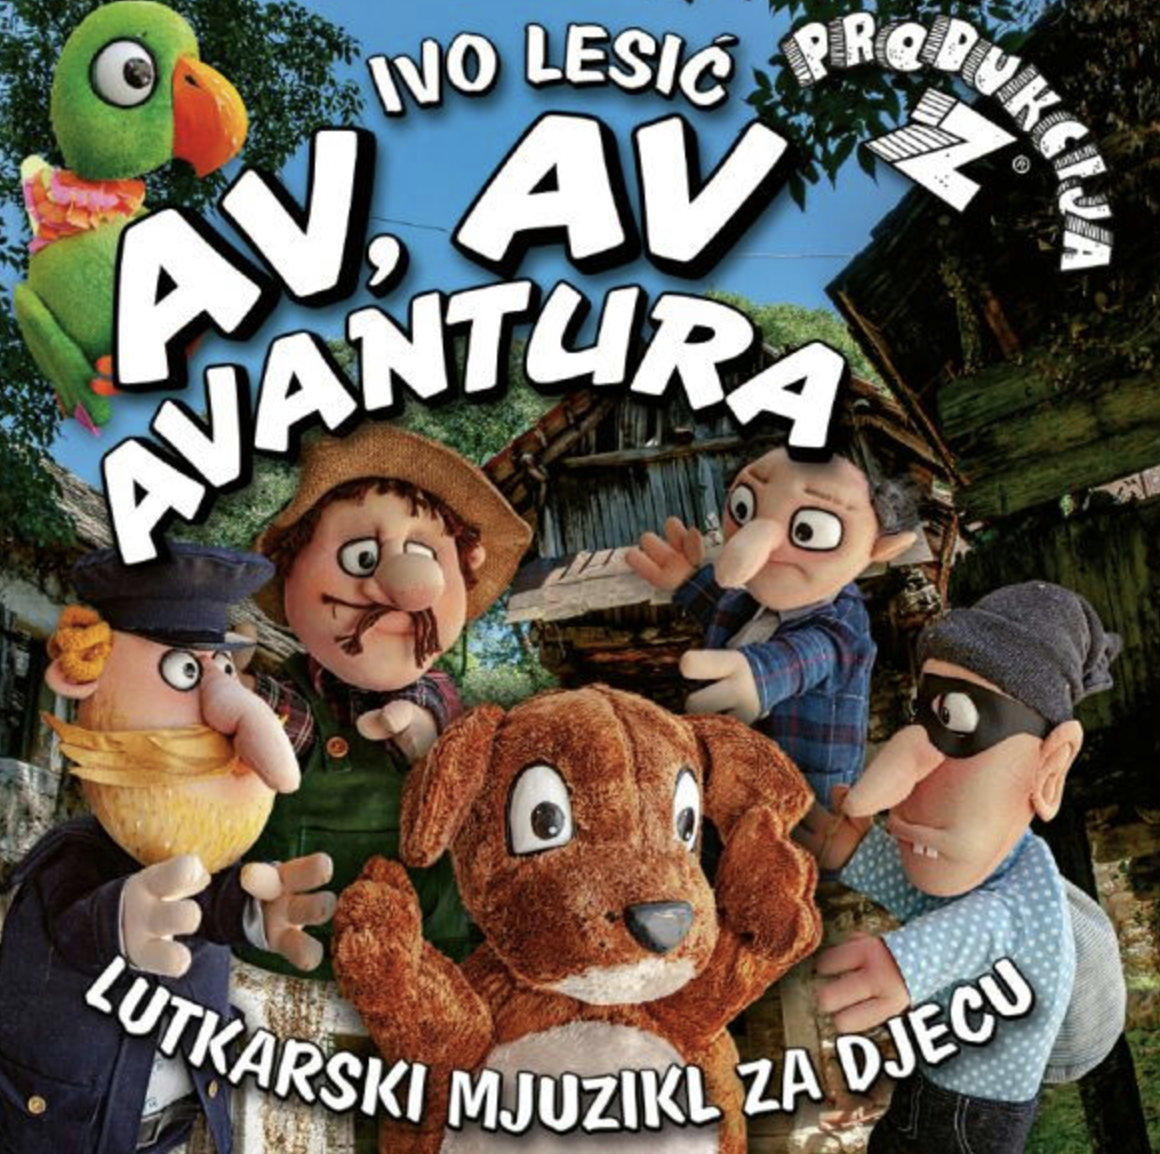 IVO LESIĆ
PRODUKCIJA
Z®
AV, AV
AVANTURA
LUTKARSKI MJUZIKL ZA DJECU